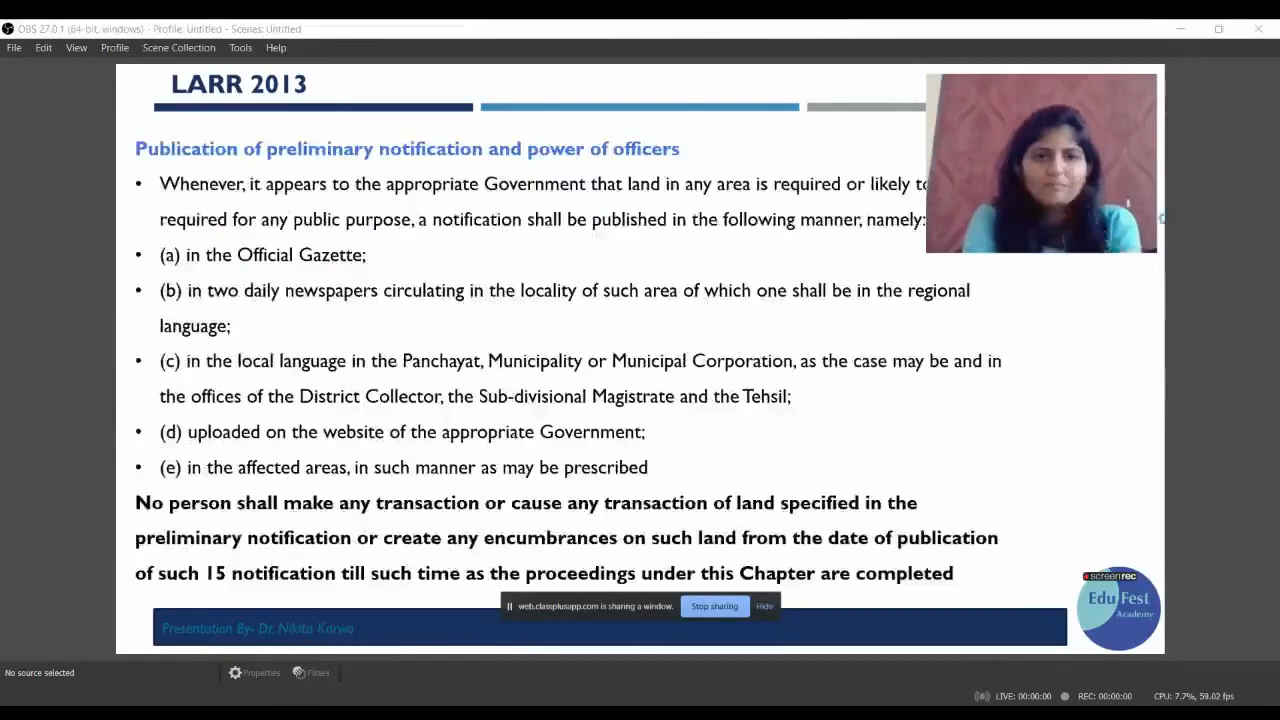 OBS 27.0.1 (64-bit, windows) - Profile: Untitled - Scenes: Untitled
File Edit View Profile Scene Collection Tools Help
LARR 2013
Publication of preliminary notification and power of officers
• Whenever, it appears to the appropriate Government that land in any area is required or likely to
required for any public purpose, a notification shall be published in the following manner, namely:
• (a) in the Official Gazette;
• (b) in two daily newspapers circulating in the locality of such area of which one shall be in the regional
language;
• (c) in the local language in the Panchayat, Municipality or Municipal Corporation, as the case may be and in
the offices of the District Collector, the Sub-divisional Magistrate and the Tehsil;
• (d) uploaded on the website of the appropriate Government;
• (e) in the affected areas, in such manner as may be prescribed
No person shall make any transaction or cause any transaction of land specified in the
preliminary notification or create any encumbrances on such land from the date of publication
of such 15 notification till such time as the proceedings under this Chapter are completed
screenrec
EduFest
Academy
web.classplusapp.com is sharing a window. Stop sharing Hide
Presentation By- Dr. Nikita Karwa
No source selected Properties Filters
LIVE: 00:00:00 REC: 00:00:00 CPU: 7.7%, 59.02 fps